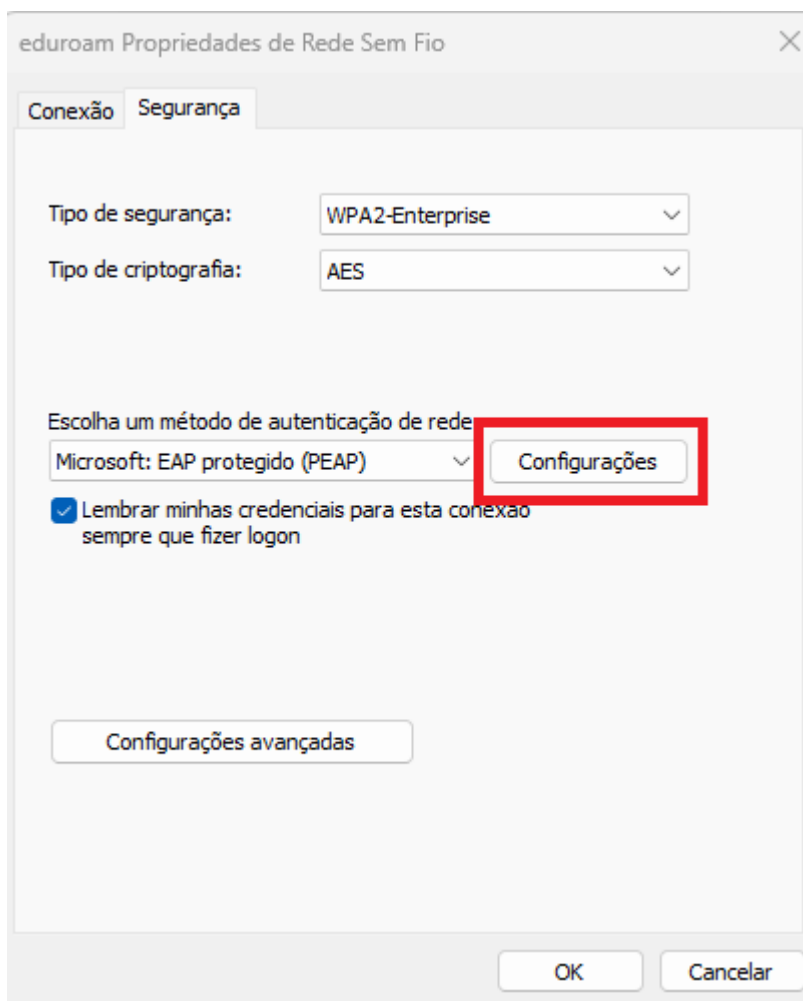 eduroam Propriedades de Rede Sem Fio
Conexão
Segurança
Tipo de segurança:
WPA2-Enterprise
Tipo de criptografia:
AES
Escolha um método de autenticação de rede
Microsoft: EAP protegido (PEAP)
Configurações
Lembrar minhas credenciais para esta conexão
sempre que fizer logon
Configurações avançadas
OK
Cancelar